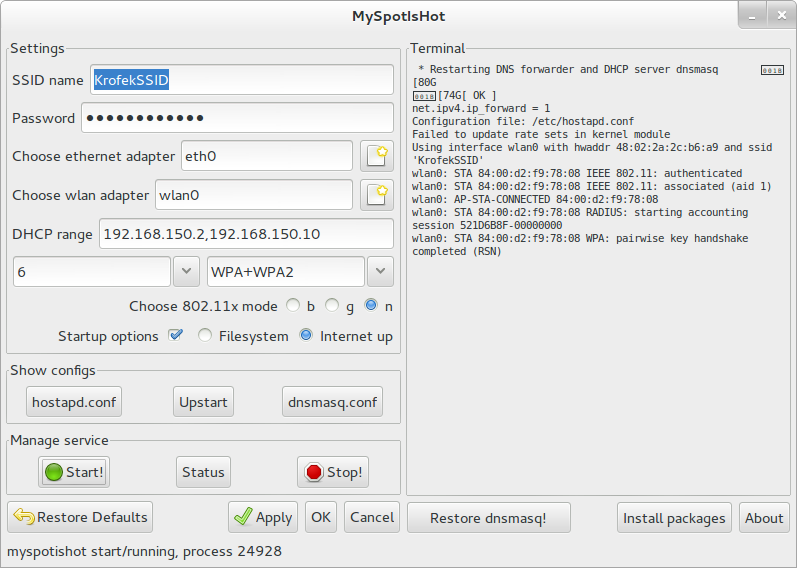 MySpotIsHot
Settings
SSID name KrofekSSID
Password ••••••••••••
Choose ethernet adapter eth0
Choose wlan adapter wlan0
DHCP range 192.168.150.2,192.168.150.10
6 WPA+WPA2
Choose 802.11x mode b g n
Startup options Filesystem Internet up
Show configs
hostapd.conf Upstart dnsmasq.conf
Manage service
Start! Status Stop!
Restore Defaults Apply OK Cancel
Terminal
* Restarting DNS forwarder and DHCP server dnsmasq 001B
[80G
001B[74G[ OK ]
net.ipv4.ip_forward = 1
Configuration file: /etc/hostapd.conf
Failed to update rate sets in kernel module
Using interface wlan0 with hwaddr 48:02:2a:2c:b6:a9 and ssid
'KrofekSSID'
wlan0: STA 84:00:d2:f9:78:08 IEEE 802.11: authenticated
wlan0: STA 84:00:d2:f9:78:08 IEEE 802.11: associated (aid 1)
wlan0: AP-STA-CONNECTED 84:00:d2:f9:78:08
wlan0: STA 84:00:d2:f9:78:08 RADIUS: starting accounting
session 521D6B8F-00000000
wlan0: STA 84:00:d2:f9:78:08 WPA: pairwise key handshake
completed (RSN)
Restore dnsmasq! Install packages About
myspotishot start/running, process 24928